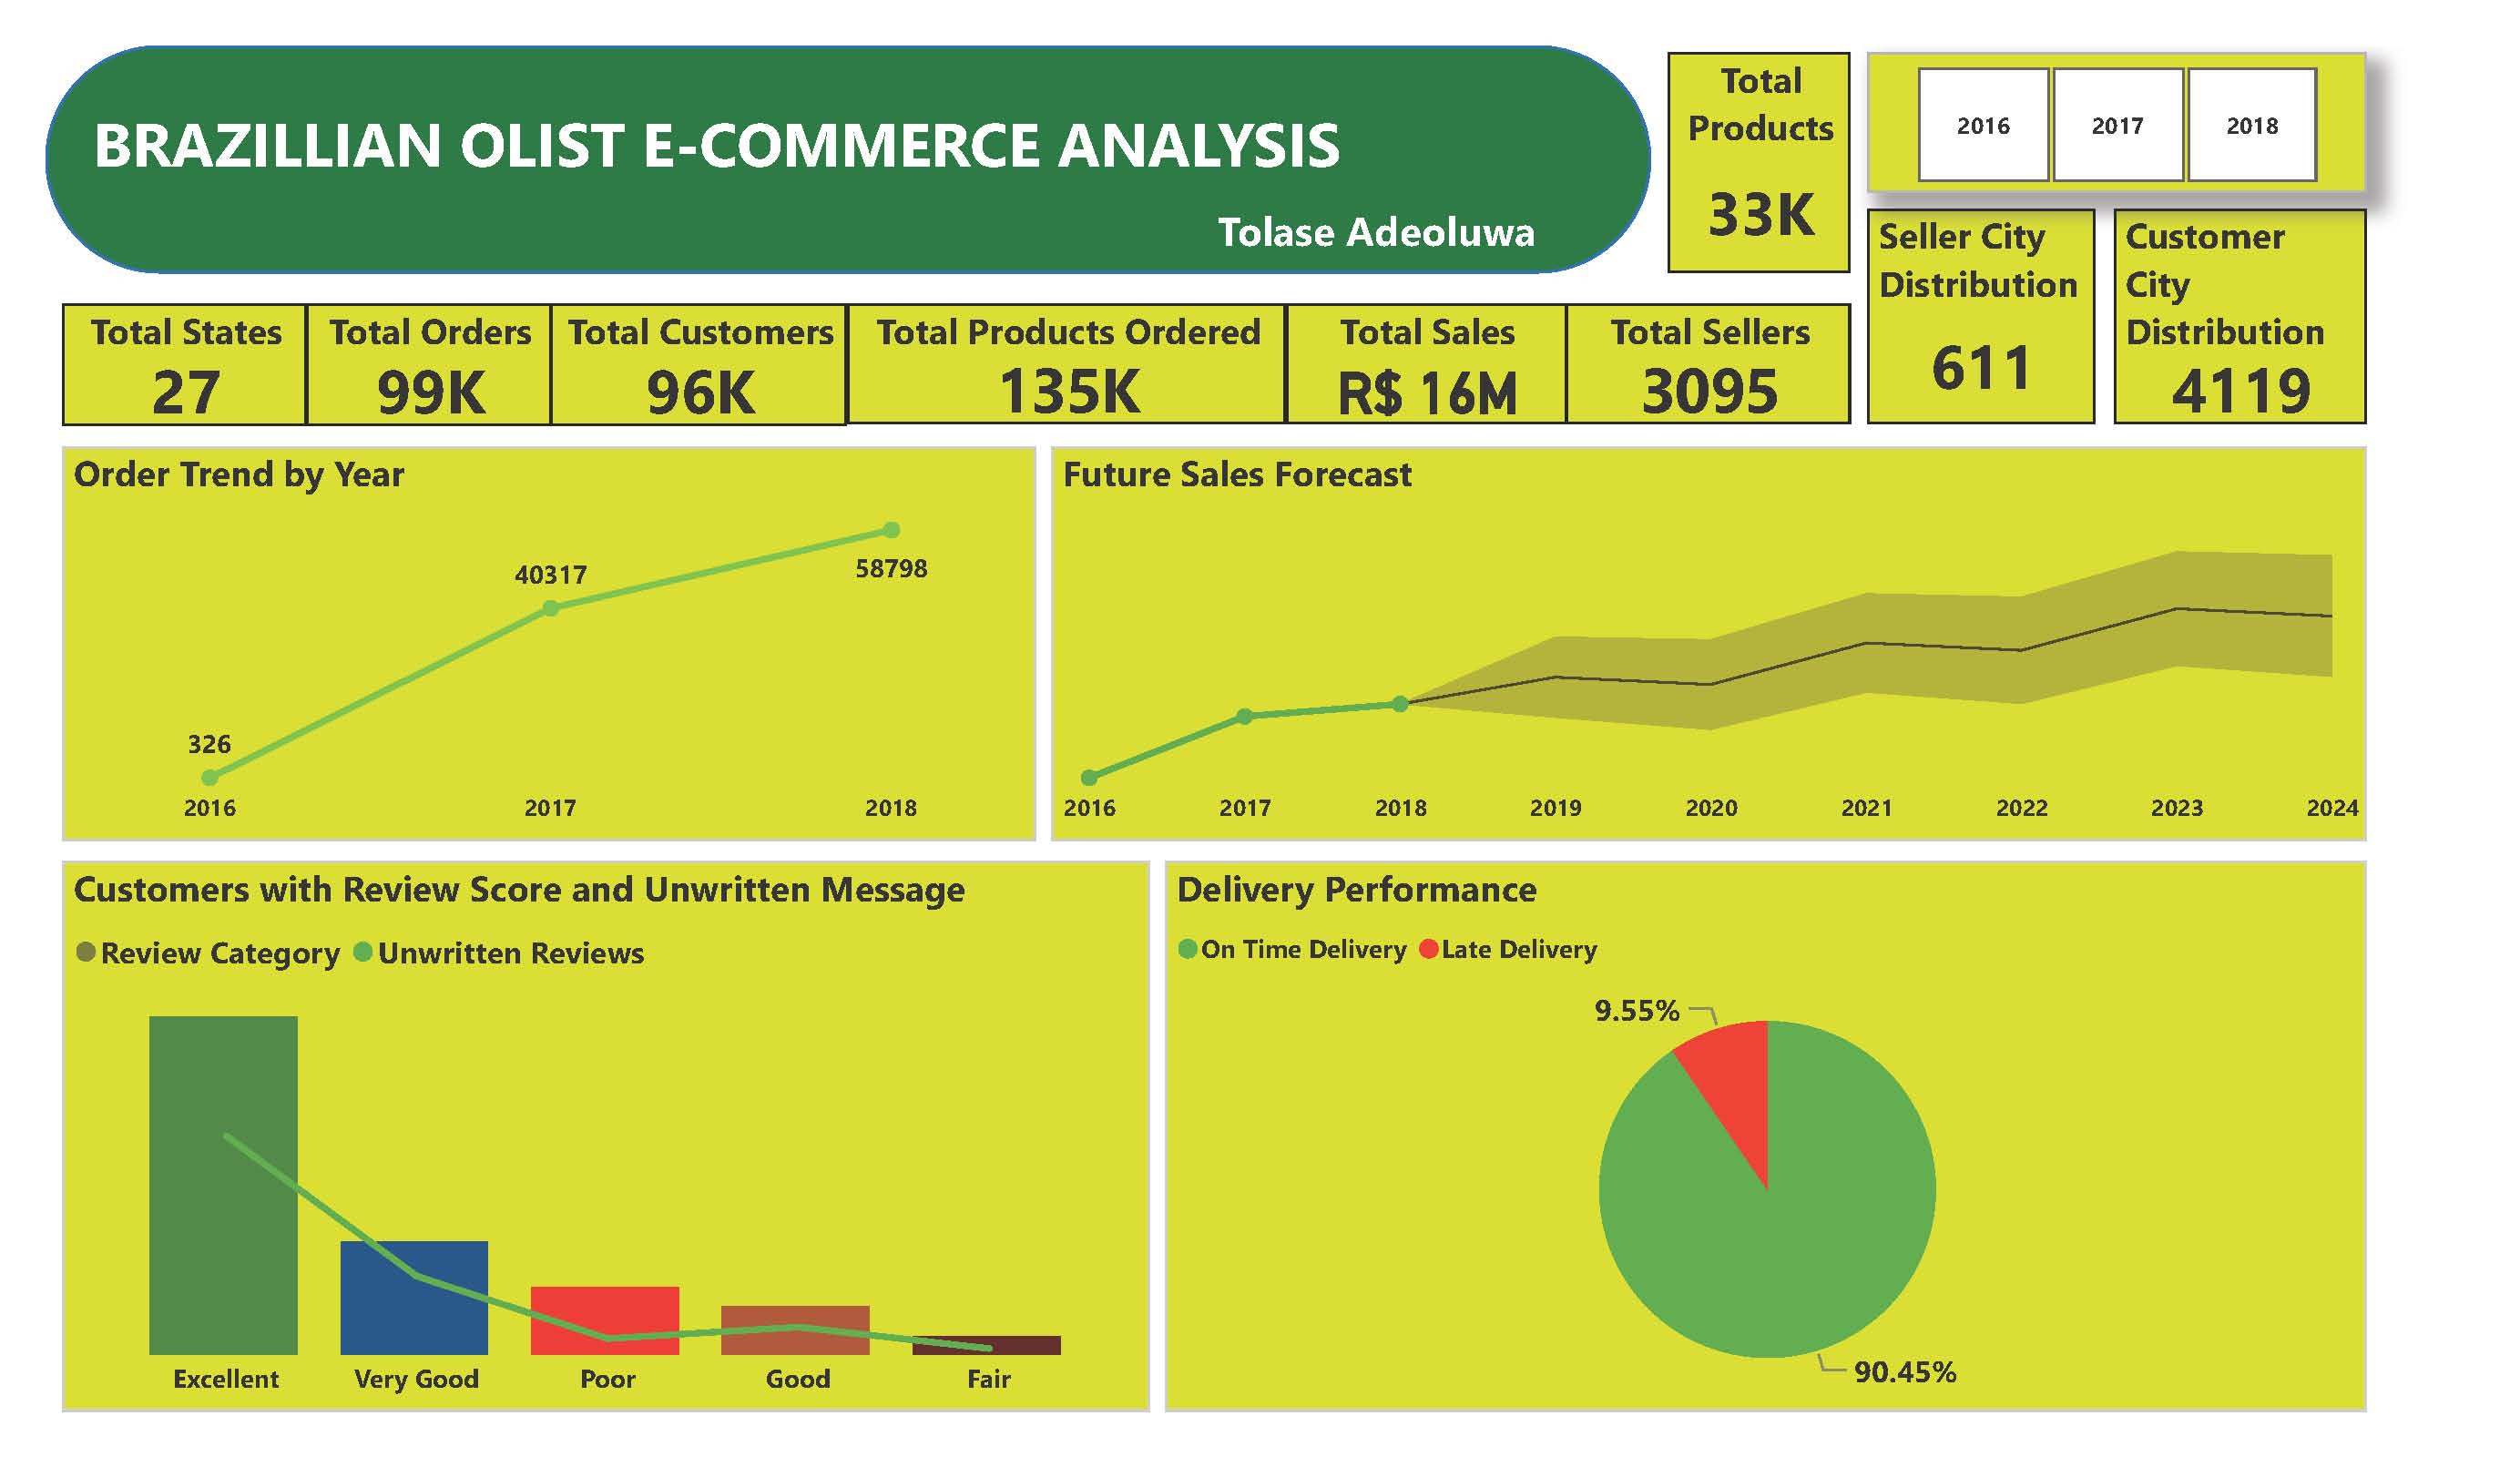 BRAZILLIAN OLIST E-COMMERCE ANALYSIS
Tolase Adeoluwa
Total
Products
33K
2016
2017
2018
Seller City
Distribution
611
Customer
City
Distribution
4119
Total States
27
Total Orders
99K
Total Customers
96K
Total Products Ordered
135K
Total Sales
R$ 16M
Total Sellers
3095
Order Trend by Year
326
40317
58798
2016
2017
2018
Future Sales Forecast
2016
2017
2018
2019
2020
2021
2022
2023
2024
Customers with Review Score and Unwritten Message
Review Category
Unwritten Reviews
Excellent
Very Good
Poor
Good
Fair
Delivery Performance
On Time Delivery
Late Delivery
9.55%
90.45%